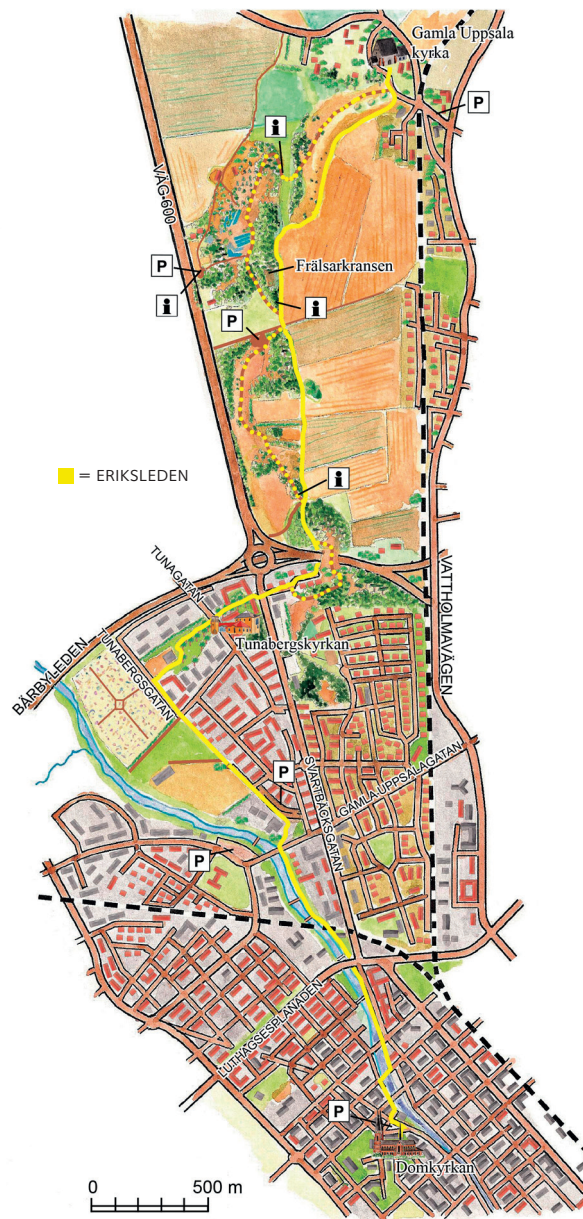 Gamla Uppsala
kyrka
P
i
VÄG 600
P
i
Frälsarkransen
i
P
= ERIKSLEDEN
i
TUNAGATAN
VATTHOLMAVÄGEN
BÄRBYLEDEN
TUNABERGSGATAN
Tunabergskyrkan
SVARTBÄCKSGATAN
GAMLA UPPSALAGATAN
P
P
LUTHAGSESPLANADEN
P
Domkyrkan
0 500 m